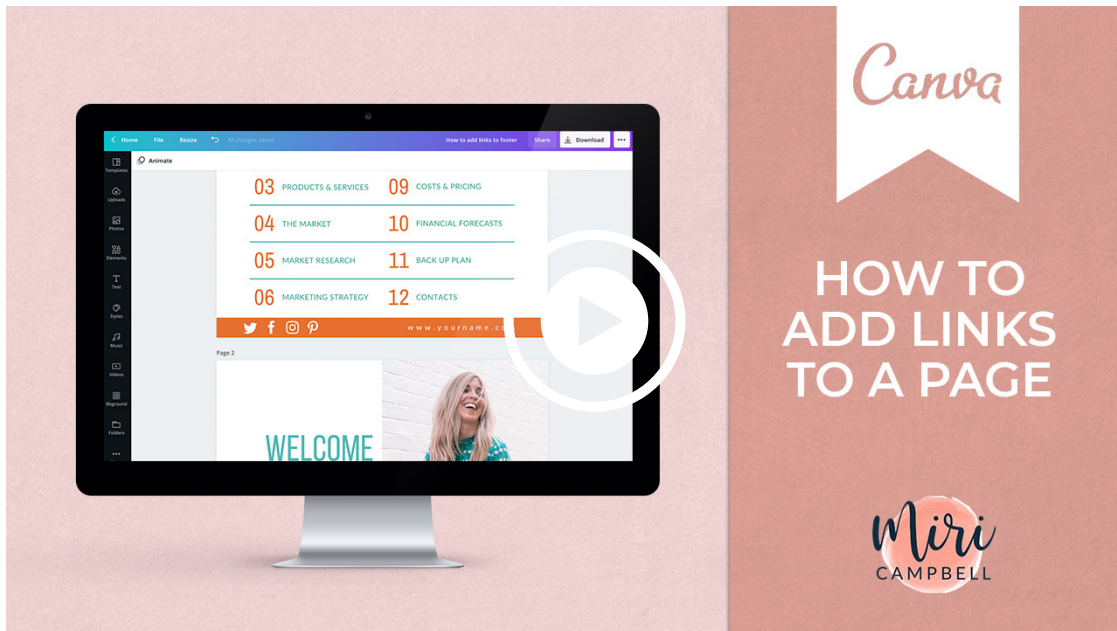 Home File Resize All changes saved How to add links to footer Share Download
Animate
Templates
Uploads
Photos
Elements
Text
Styles
Music
Videos
Bkground
Folders
03 PRODUCTS & SERVICES 09 COSTS & PRICING
04 THE MARKET 10 FINANCIAL FORECASTS
05 MARKET RESEARCH 11 BACK UP PLAN
06 MARKETING STRATEGY 12 CONTACTS
Page 2
WELCOME
Canva
HOW TO
ADD LINKS
TO A PAGE
Miri
CAMPBELL